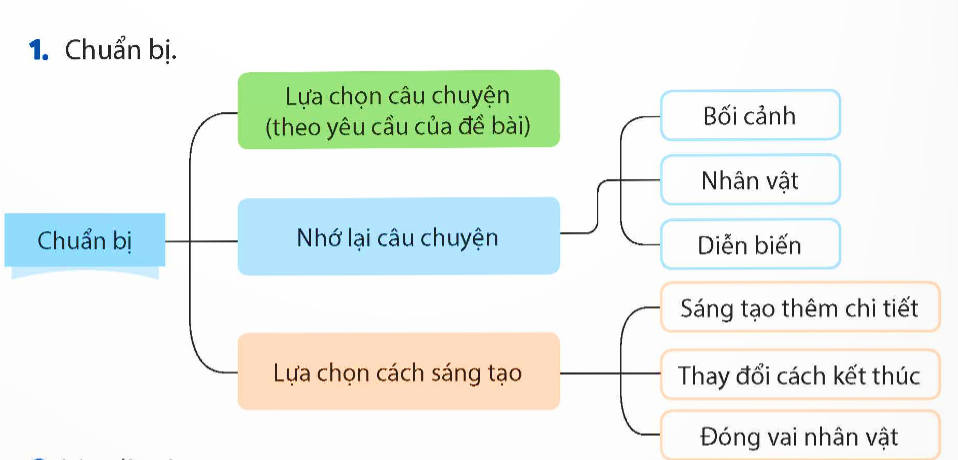 1. Chuẩn bị.
Lựa chọn câu chuyện
(theo yêu cầu của đề bài)
Chuẩn bị
Nhớ lại câu chuyện
Bối cảnh
Nhân vật
Diễn biến
Lựa chọn cách sáng tạo
Sáng tạo thêm chi tiết
Thay đổi cách kết thúc
Đóng vai nhân vật